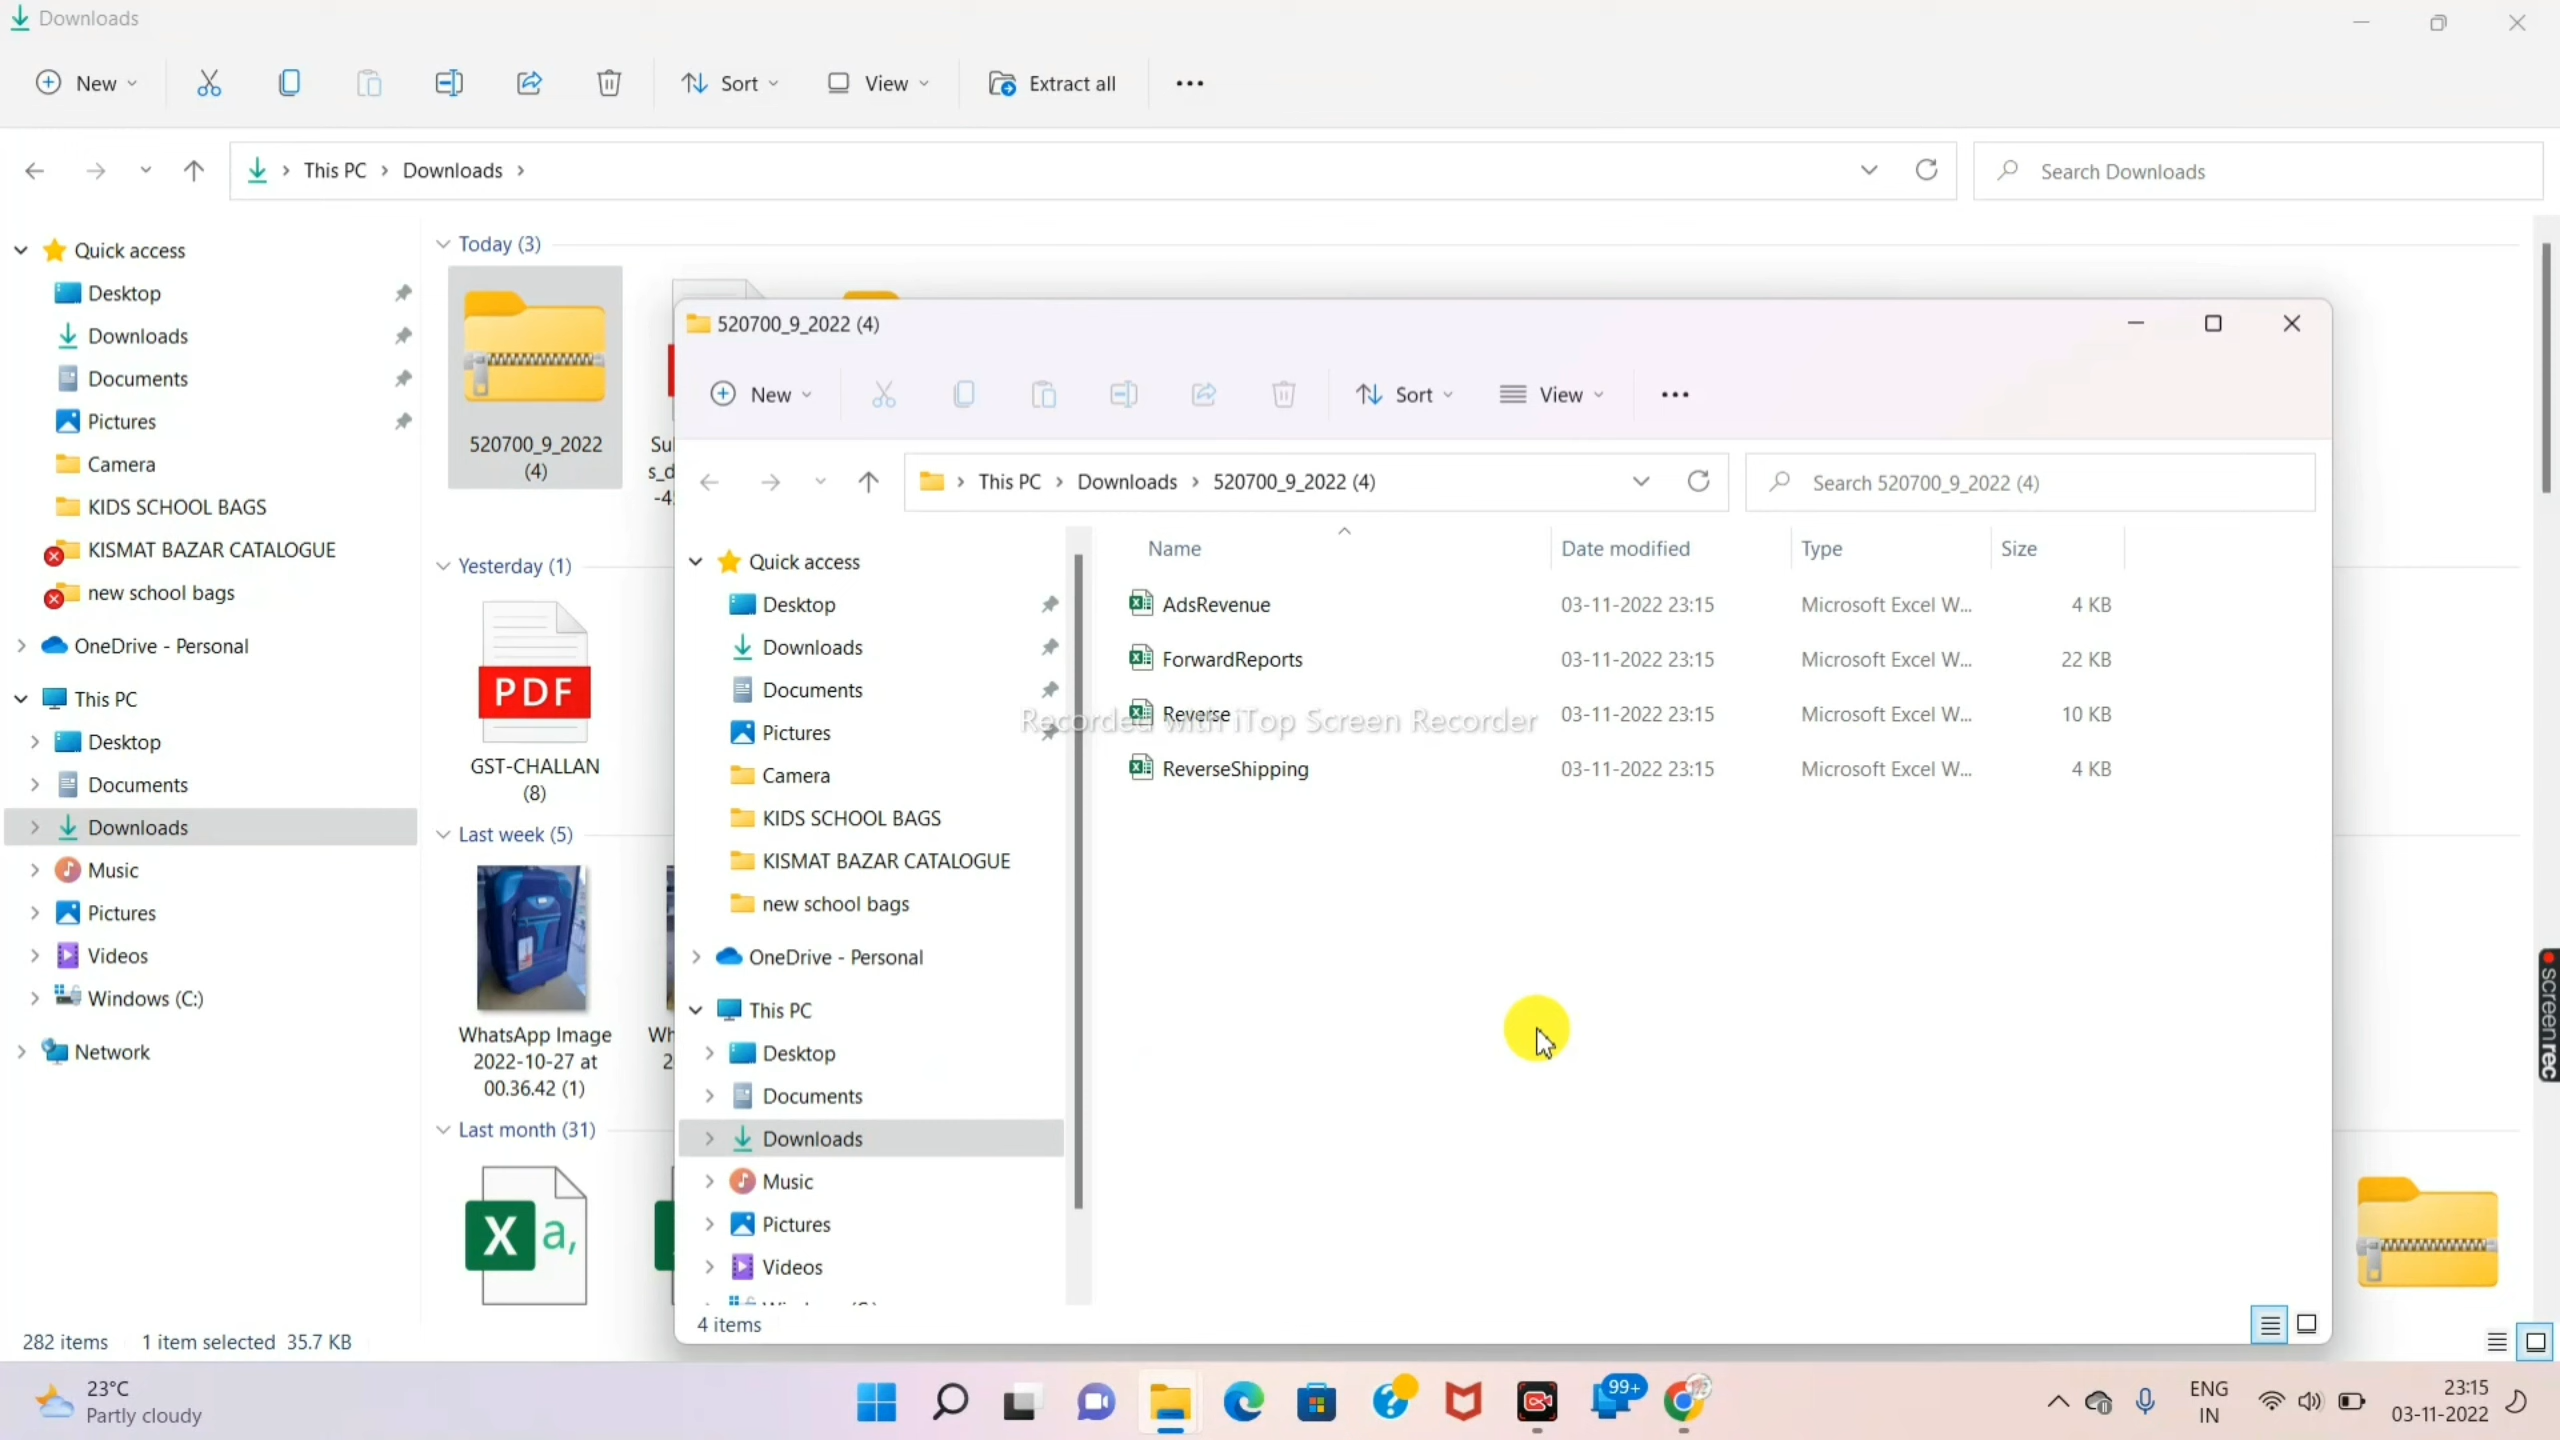 Downloads
New
Sort
View
Extract all
This PC
Downloads
Search Downloads
Quick access
Desktop
Downloads
Documents
Pictures
Camera
KIDS SCHOOL BAGS
KISMAT BAZAR CATALOGUE
new school bags
OneDrive - Personal
This PC
Desktop
Documents
Downloads
Music
Pictures
Videos
Windows (C:)
Network
Today (3)
520700_9_2022
(4)
Yesterday (1)
PDF
GST-CHALLAN
(8)
Last week (5)
WhatsApp Image
2022-10-27 at
00.36.42 (1)
Last month (31)
X a,
282 items 1 item selected 35.7 KB
520700_9_2022 (4)
New
Sort
View
This PC
Downloads
520700_9_2022 (4)
Search 520700_9_2022 (4)
Quick access
Desktop
Downloads
Documents
Pictures
Camera
KIDS SCHOOL BAGS
KISMAT BAZAR CATALOGUE
new school bags
OneDrive - Personal
This PC
Desktop
Documents
Downloads
Music
Pictures
Videos
Name Date modified Type Size
AdsRevenue 03-11-2022 23:15 Microsoft Excel W... 4 KB
ForwardReports 03-11-2022 23:15 Microsoft Excel W... 22 KB
Reverse 03-11-2022 23:15 Microsoft Excel W... 10 KB
ReverseShipping 03-11-2022 23:15 Microsoft Excel W... 4 KB
Recorded with iTop Screen Recorder
4 items
screenrec
23°C
Partly cloudy
99+
ENG
IN
23:15
03-11-2022